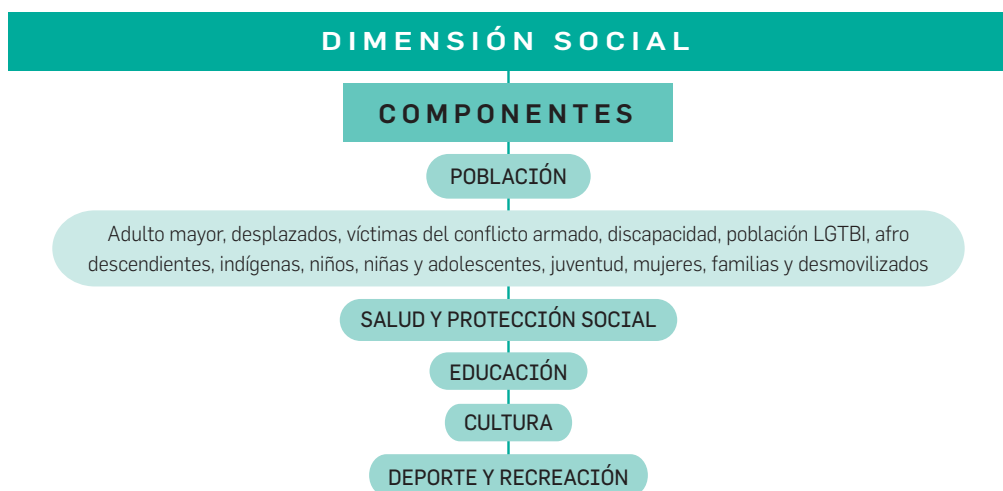 DIMENSIÓN SOCIAL
COMPONENTES
POBLACIÓN
Adulto mayor, desplazados, víctimas del conflicto armado, discapacidad, población LGTBI, afro
descendientes, indígenas, niños, niñas y adolescentes, juventud, mujeres, familias y desmovilizados
SALUD Y PROTECCIÓN SOCIAL
EDUCACIÓN
CULTURA
DEPORTE Y RECREACIÓN